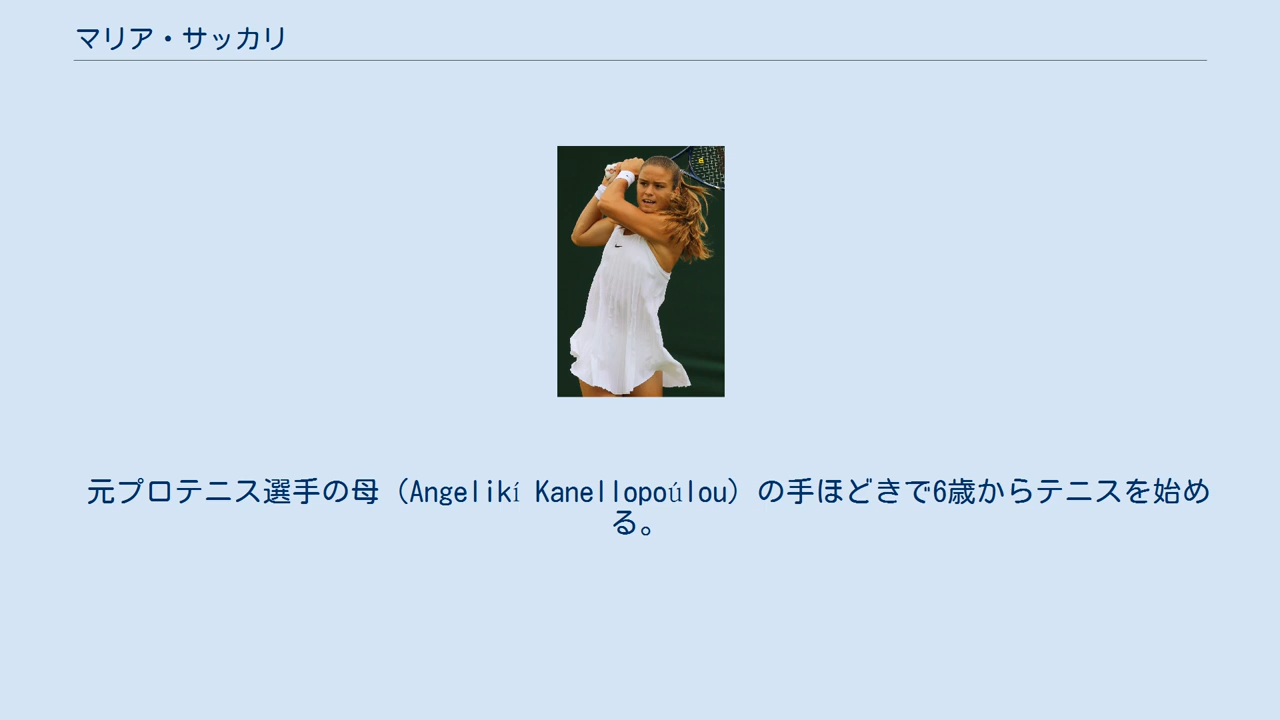 マリア・サッカリ
元プロテニス選手の母（Angelikí Kanellopoúlou）の手ほどきで6歳からテニスを始め
る。